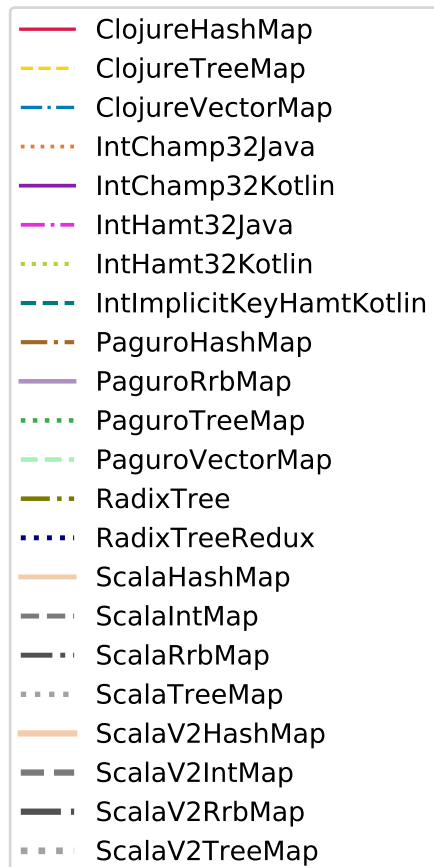 ClojureHashMap
ClojureTreeMap
ClojureVectorMap
IntChamp32Java
IntChamp32Kotlin
IntHamt32Java
IntHamt32Kotlin
IntImplicitKeyHamtKotlin
PaguroHashMap
PaguroRrbMap
PaguroTreeMap
PaguroVectorMap
RadixTree
RadixTreeRedux
ScalaHashMap
ScalaIntMap
ScalaRrbMap
ScalaTreeMap
ScalaV2HashMap
ScalaV2IntMap
ScalaV2RrbMap
ScalaV2TreeMap